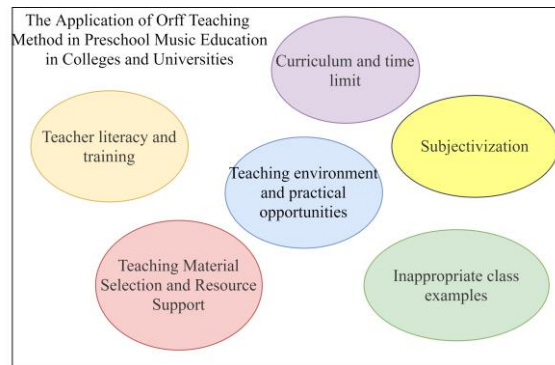 The Application of Orff Teaching
Method in Preschool Music Education
in Colleges and Universities
Curriculum and time
limit
Teacher literacy and
training
Subjectivization
Teaching environment
and practical
opportunities
Teaching Material
Selection and Resource
Support
Inappropriate class
examples